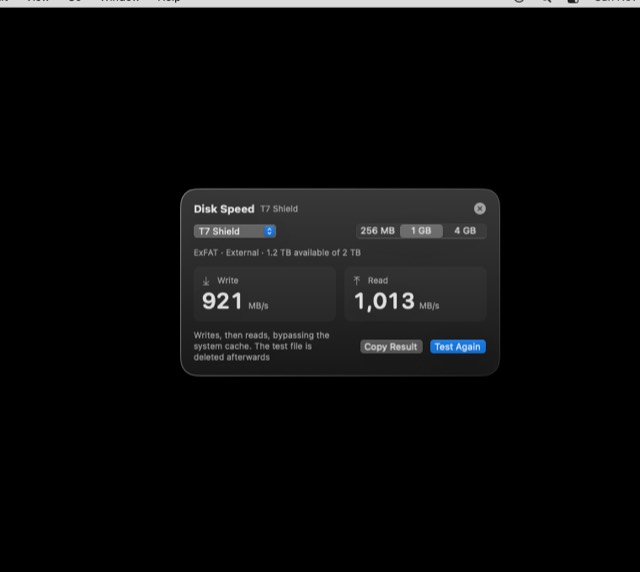 Disk Speed T7 Shield
T7 Shield 256 MB 1 GB 4 GB
ExFAT · External · 1.2 TB available of 2 TB
Write Read
921 MB/s 1,013 MB/s
Writes, then reads, bypassing the
system cache. The test file is
deleted afterwards
Copy Result Test Again